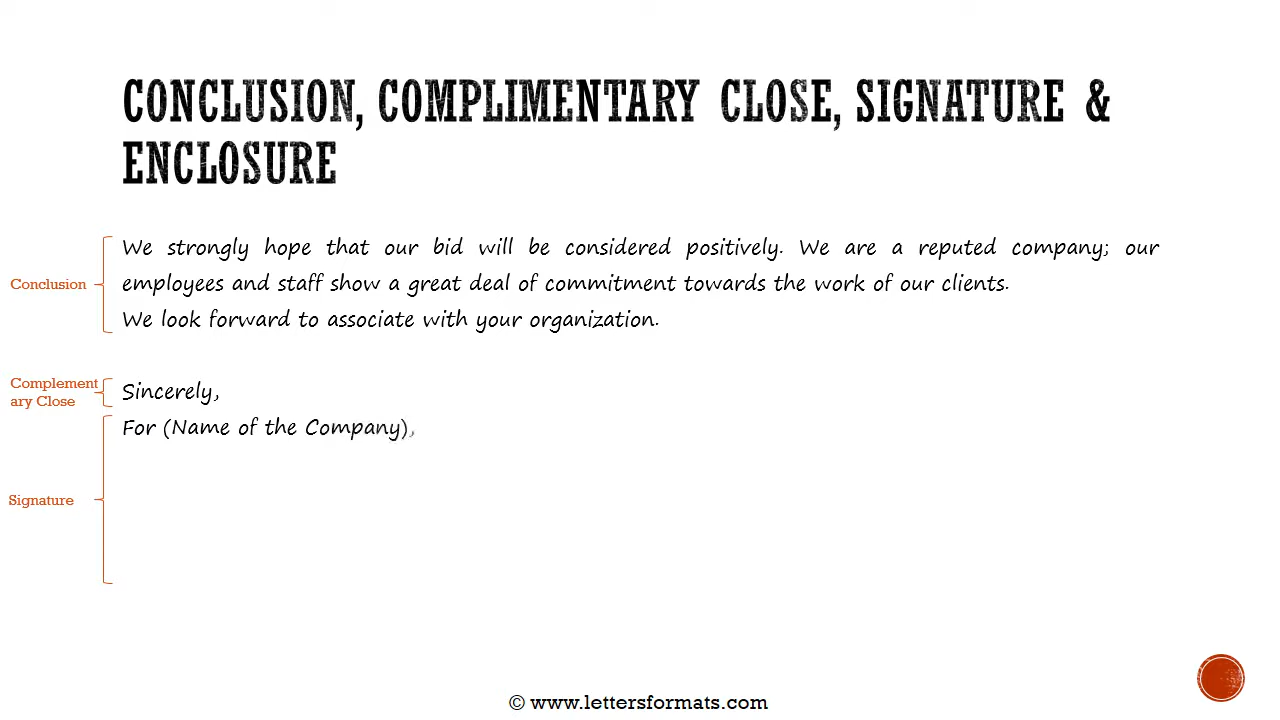 CONCLUSION, COMPLIMENTARY CLOSE, SIGNATURE &
ENCLOSURE
We strongly hope that our bid will be considered positively. We are a reputed company; our
Conclusion
employees and staff show a great deal of commitment towards the work of our clients.
We look forward to associate with your organization.
Complement
ary Close
Sincerely,
For (Name of the Company),
Signature
© www.lettersformats.com